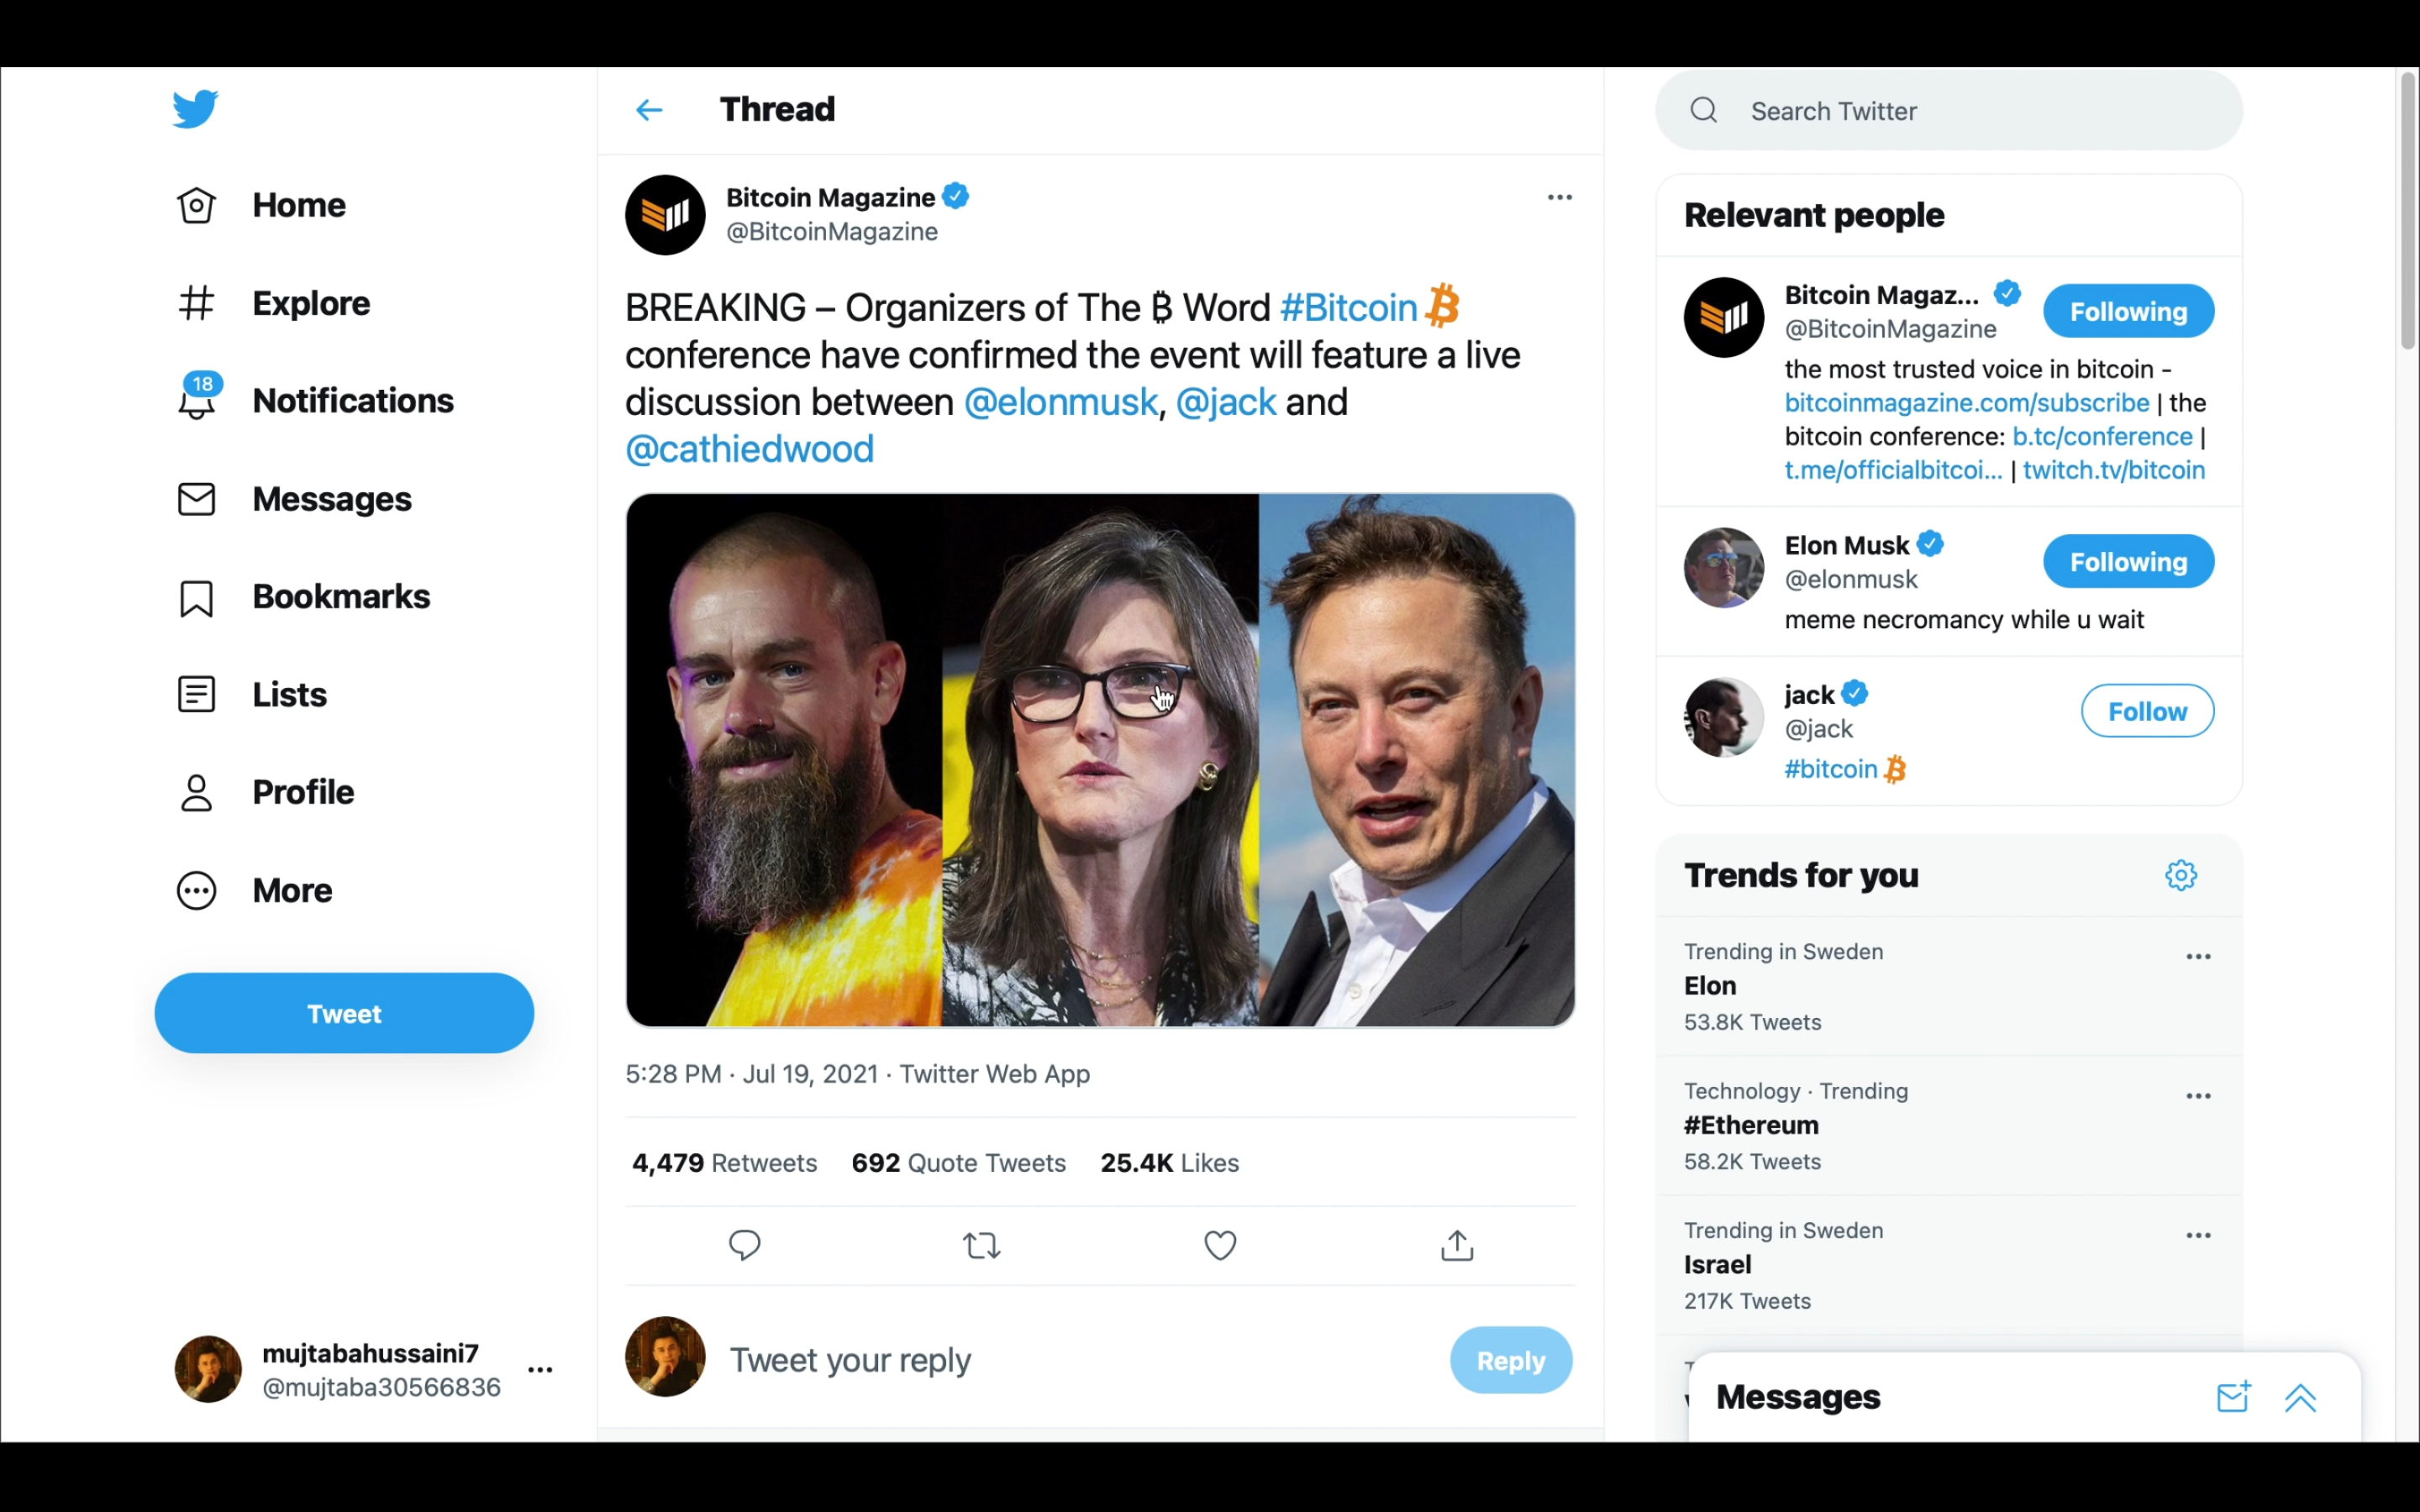 Home
Explore
18
Notifications
Messages
Bookmarks
Lists
Profile
More
Tweet
mujtabahussaini7
@mujtaba30566836
Thread
Bitcoin Magazine
@BitcoinMagazine
BREAKING – Organizers of The ₿ Word #Bitcoin
conference have confirmed the event will feature a live
discussion between @elonmusk, @jack and
@cathiedwood
5:28 PM · Jul 19, 2021 · Twitter Web App
4,479 Retweets 692 Quote Tweets 25.4K Likes
Tweet your reply
Reply
Search Twitter
Relevant people
Bitcoin Magaz...
@BitcoinMagazine
Following
the most trusted voice in bitcoin -
bitcoinmagazine.com/subscribe | the
bitcoin conference: b.tc/conference |
t.me/officialbitcoi... | twitch.tv/bitcoin
Elon Musk
@elonmusk
Following
meme necromancy while u wait
jack
@jack
Follow
#bitcoin
Trends for you
Trending in Sweden
Elon
53.8K Tweets
Technology · Trending
#Ethereum
58.2K Tweets
Trending in Sweden
Israel
217K Tweets
Messages